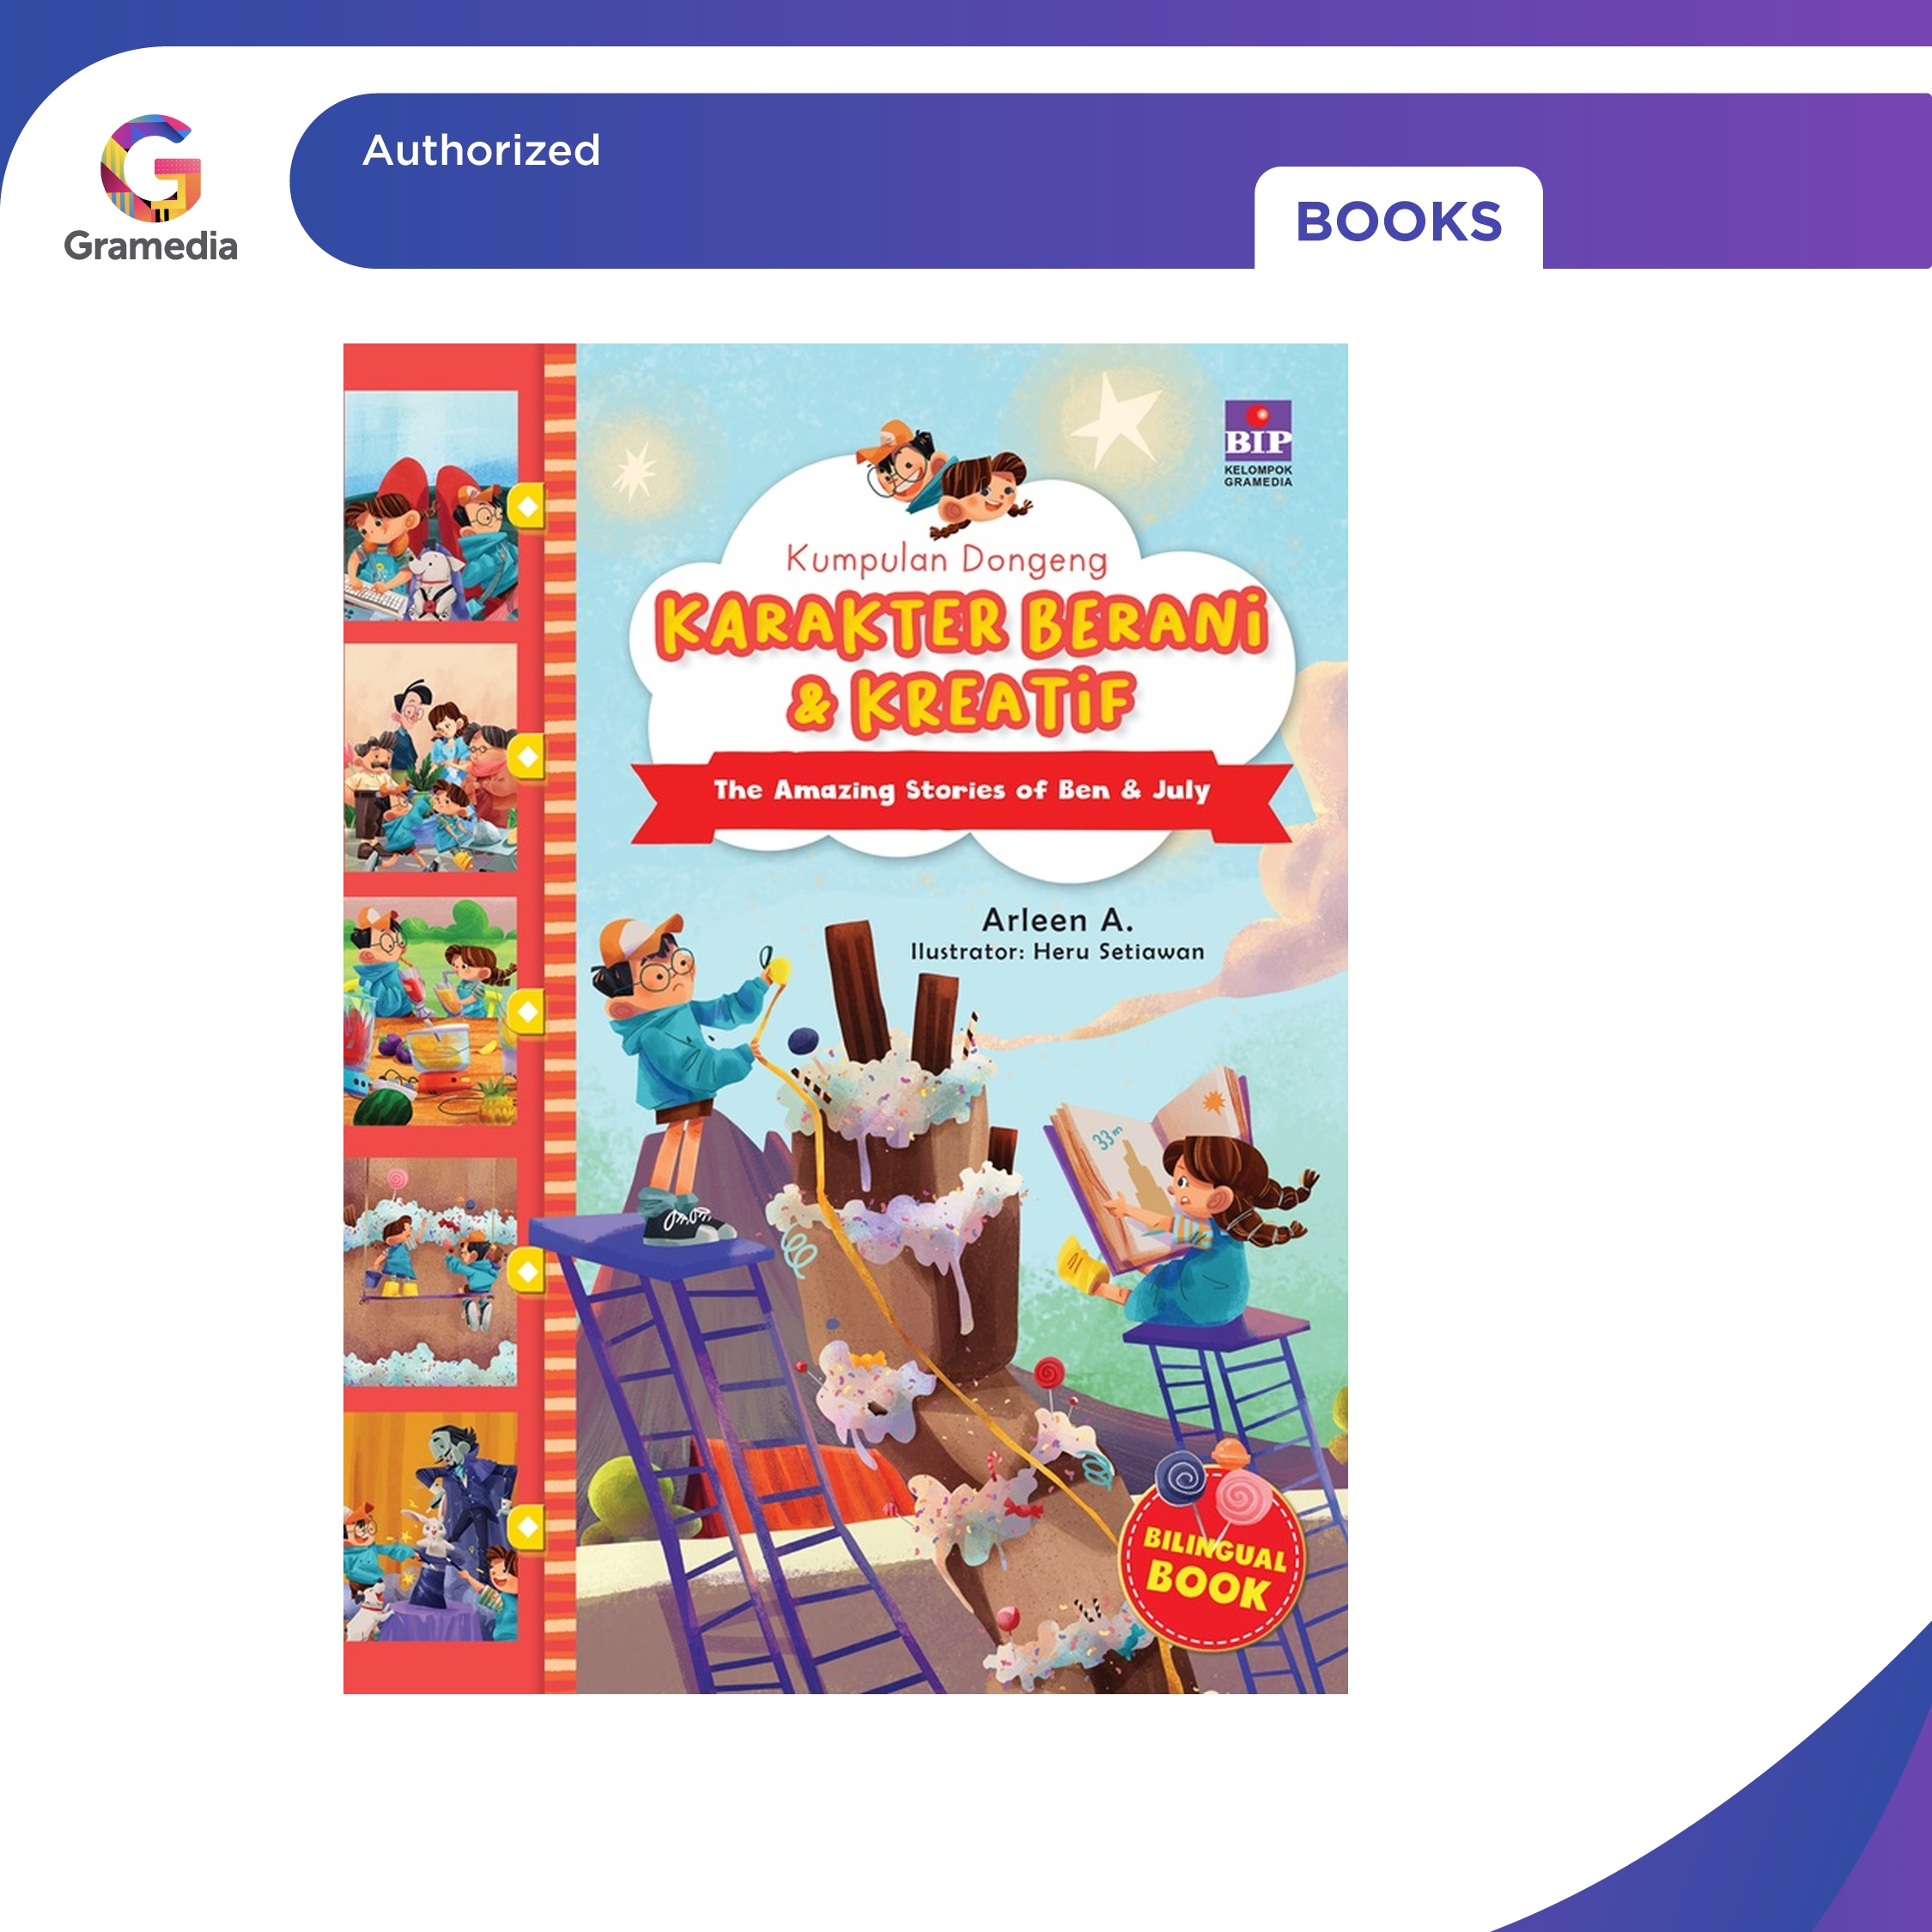 Gramedia
Authorized
BOOKS
BIP
KELOMPOK
GRAMEDIA
Kumpulan Dongeng
KARAKTER BERANi
& KREATiF
The Amazing Stories of Ben & July
Arleen A.
Ilustrator: Heru Setiawan
33 m
BILINGUAL
BOOK